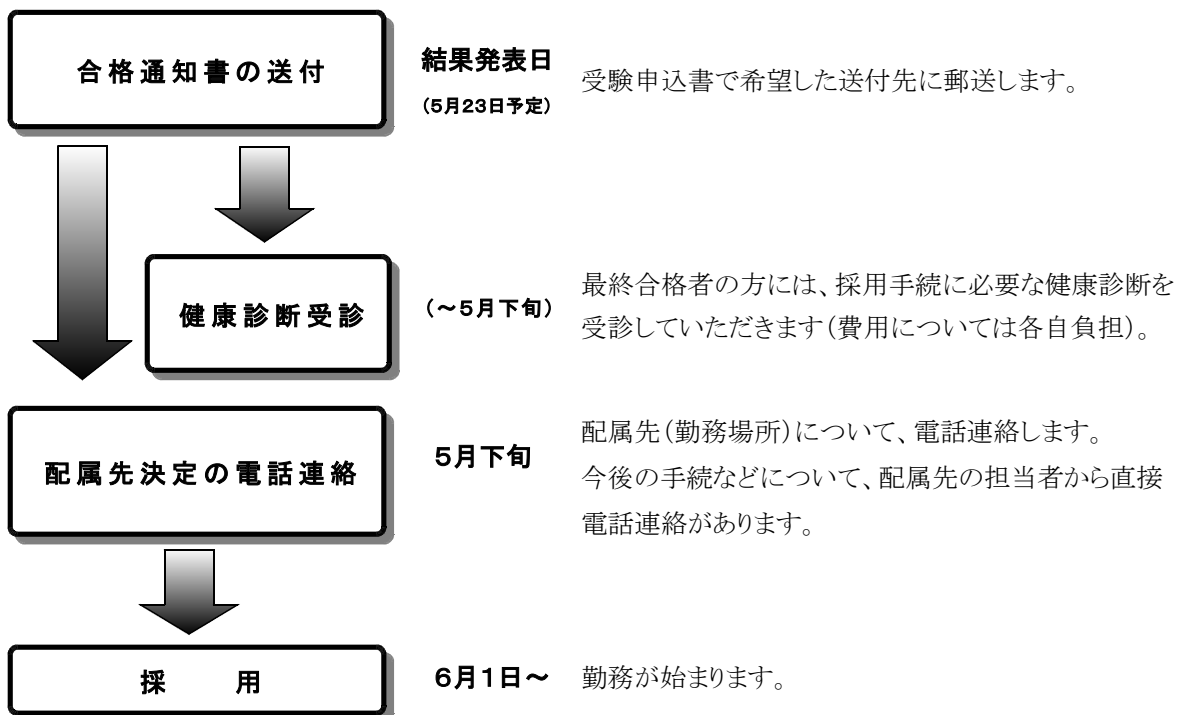 合格通知書の送付
結果発表日
（5月23日予定）
受験申込書で希望した送付先に郵送します。
健康診断受診
（～5月下旬）
最終合格者の方には、採用手続に必要な健康診断を
受診していただきます（費用については各自負担）。
配属先決定の電話連絡
5月下旬
配属先（勤務場所）について、電話連絡します。
今後の手続などについて、配属先の担当者から直接
電話連絡があります。
採　用
6月1日～
勤務が始まります。